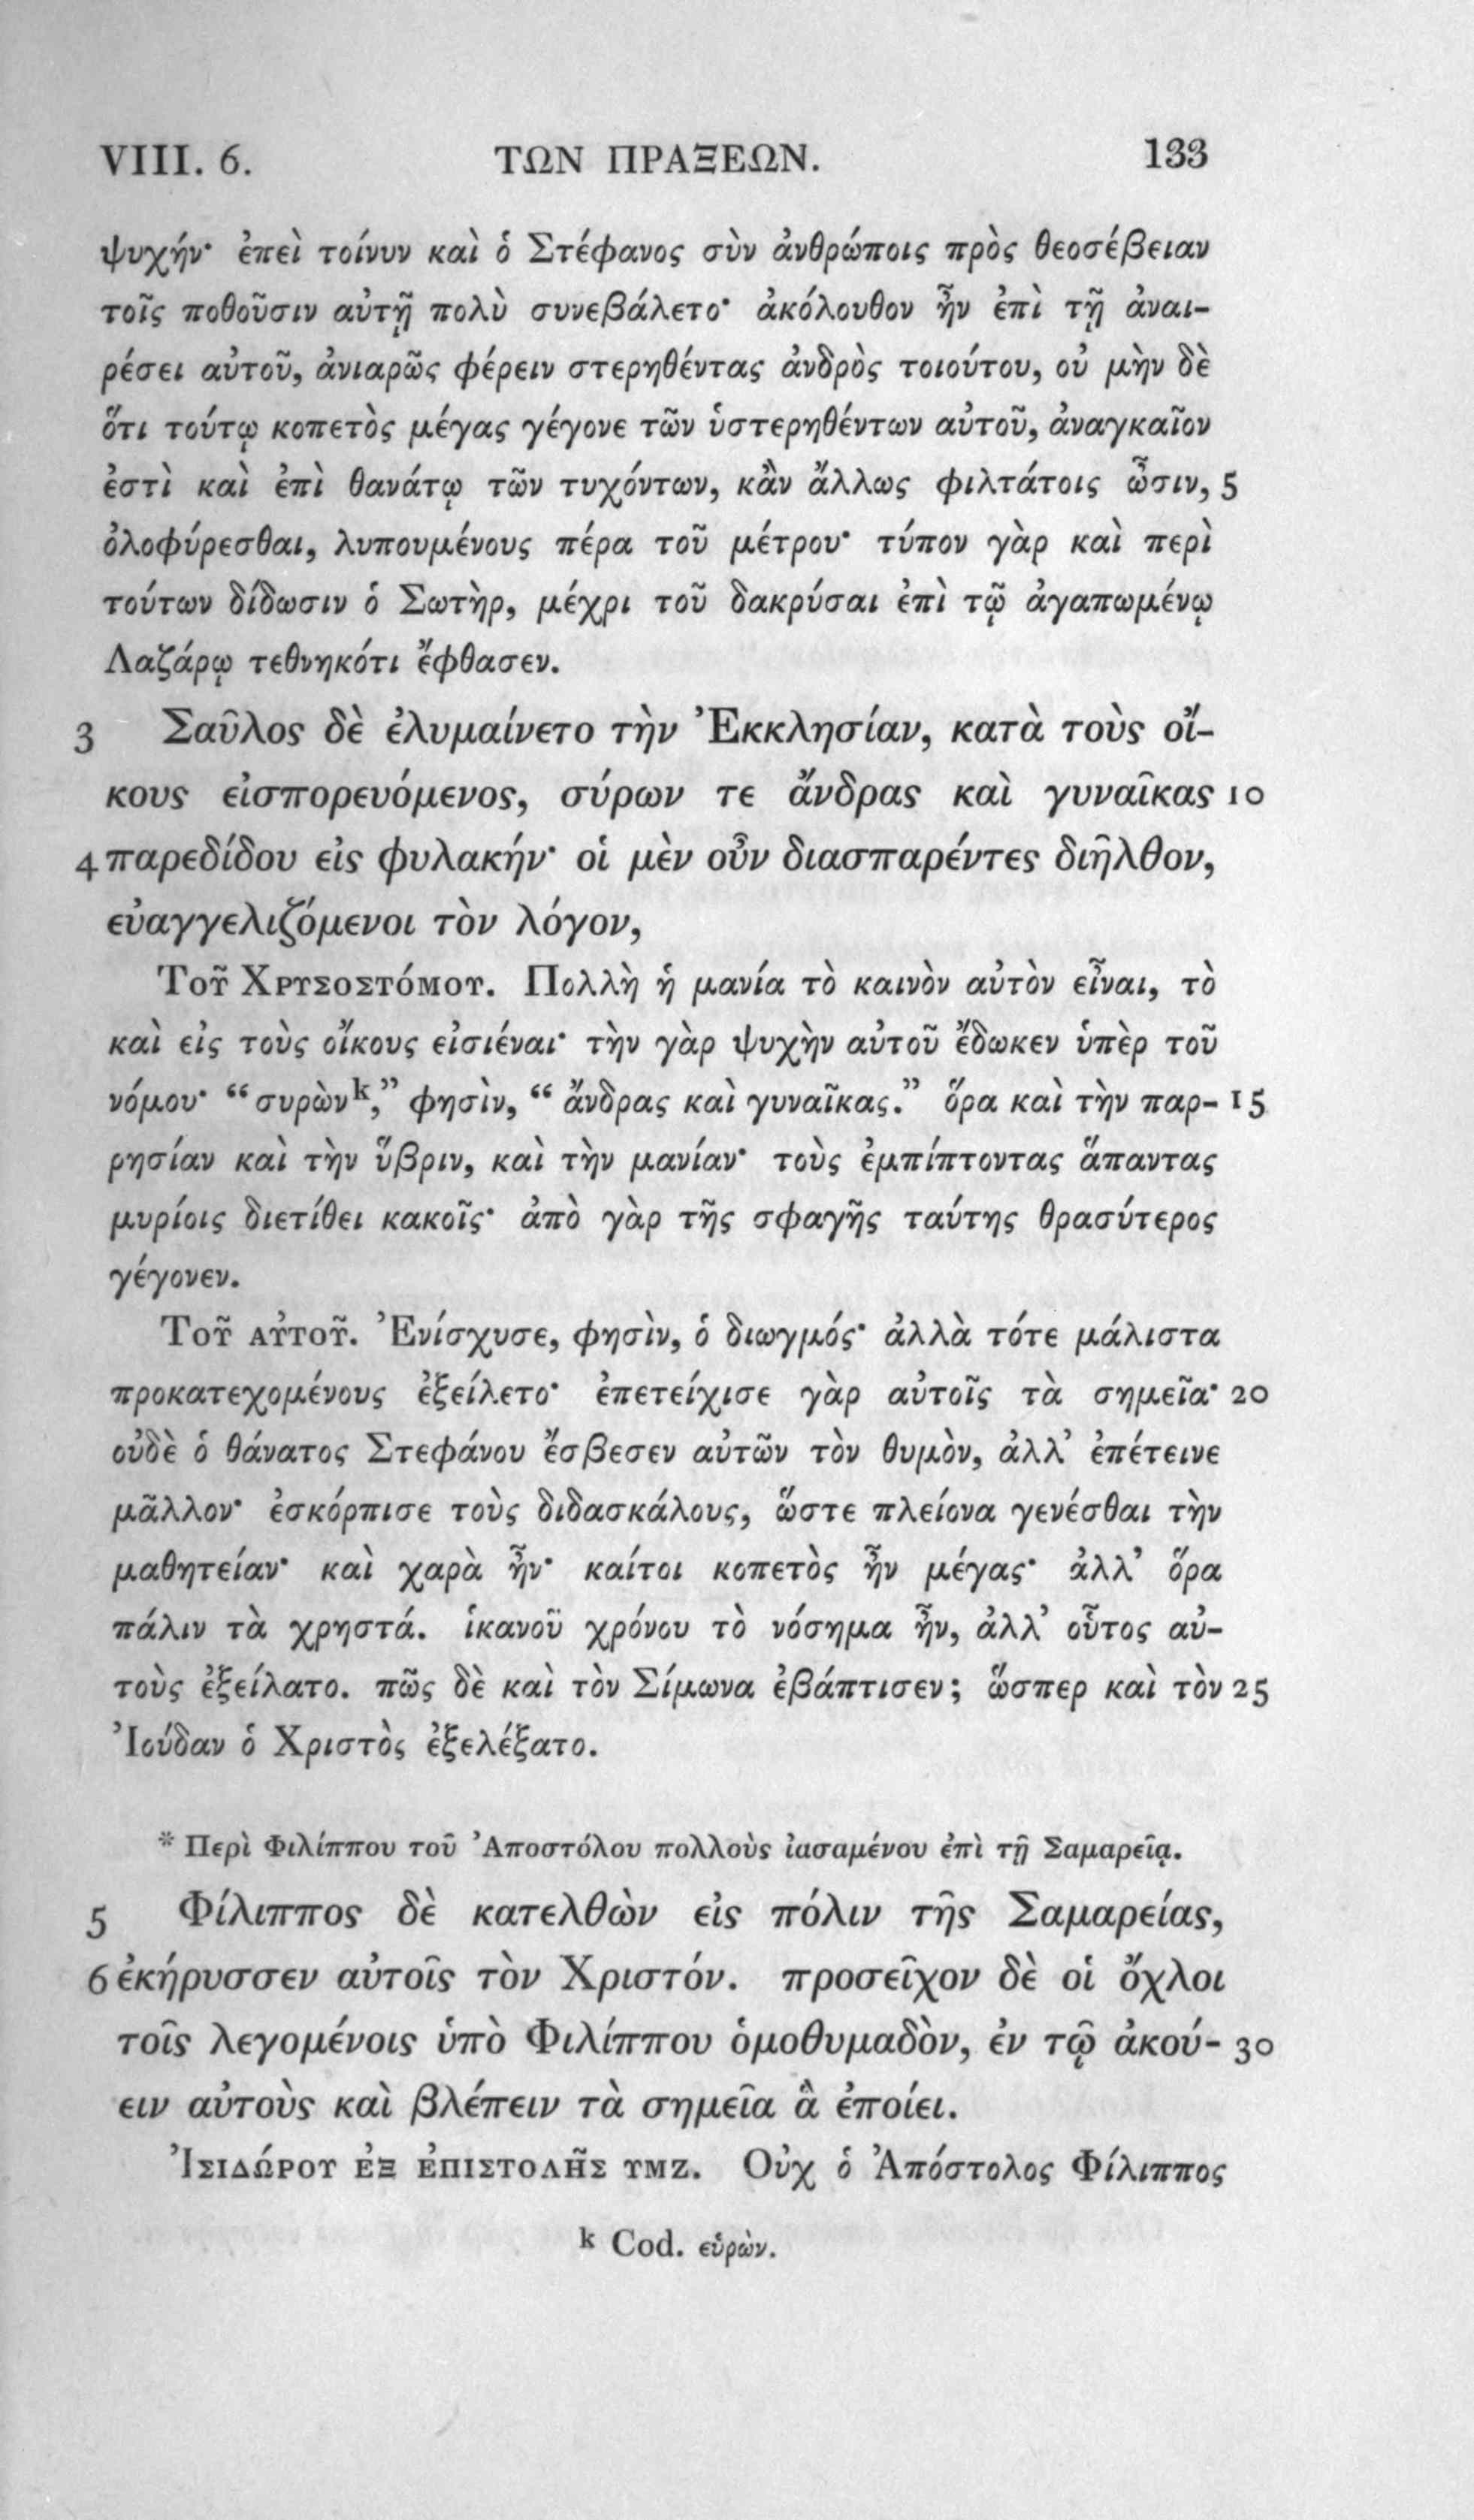 VIII. 6. ΤΩΝ ΠΡΑΞΕΩΝ. 133
ψυχήν· ἐπεὶ τοίνυν καὶ ὁ Στέφανος σὺν ἀνθρώποις πρὸς θεοσέβειαν
τοῖς ποθοῦσιν αὐτῇ πολὺ συνεβάλετο· ἀκόλουθον ἦν ἐπὶ τῇ ἀναι-
ρέσει αὐτοῦ, ἀνιαρῶς φέρειν στερηθέντας ἀνδρὸς τοιούτου, οὐ μὴν δὲ
ὅτι τούτῳ κοπετὸς μέγας γέγονε τῶν ὑστερηθέντων αὐτοῦ, ἀναγκαῖον
ἐστὶ καὶ ἐπὶ θανάτῳ τῶν τυχόντων, κἂν ἄλλως φιλτάτοις ὦσιν, 5
ὀλοφύρεσθαι, λυπουμένους πέρα τοῦ μέτρου· τύπον γὰρ καὶ περὶ
τούτων δίδωσιν ὁ Σωτὴρ, μέχρι τοῦ δακρύσαι ἐπὶ τῷ ἀγαπωμένῳ
Λαζάρῳ τεθνηκότι ἔφθασεν.
3 Σαῦλος δὲ ἐλυμαίνετο τὴν Ἐκκλησίαν, κατὰ τοὺς οἴ-
κους εἰσπορευόμενος, σύρων τε ἄνδρας καὶ γυναῖκας 10
4 παρεδίδου εἰς φυλακήν· οἱ μὲν οὖν διασπαρέντες διῆλθον,
εὐαγγελιζόμενοι τὸν λόγον,
Τοῦ Χρυσοστόμου. Πολλὴ ἡ μανία τὸ καινὸν αὐτὸν εἶναι, τὸ
καὶ εἰς τοὺς οἴκους εἰσιέναι· τὴν γὰρ ψυχὴν αὐτοῦ ἔδωκεν ὑπὲρ τοῦ
νόμου· “συρὼν k,” φησὶν, “ἄνδρας καὶ γυναῖκας.” ὅρα καὶ τὴν παρ- 15
ρησίαν καὶ τὴν ὕβριν, καὶ τὴν μανίαν· τοὺς ἐμπίπτοντας ἅπαντας
μυρίοις διετίθει κακοῖς· ἀπὸ γὰρ τῆς σφαγῆς ταύτης θρασύτερος
γέγονεν.
Τοῦ αὐτοῦ. Ἐνίσχυσε, φησὶν, ὁ διωγμός· ἀλλὰ τότε μάλιστα
προκατεχομένους ἐξείλετο· ἐπετείχισε γὰρ αὐτοῖς τὰ σημεῖα· 20
οὐδὲ ὁ θάνατος Στεφάνου ἔσβεσεν αὐτῶν τὸν θυμὸν, ἀλλ’ ἐπέτεινε
μᾶλλον· ἐσκόρπισε τοὺς διδασκάλους, ὥστε πλείονα γενέσθαι τὴν
μαθητείαν· καὶ χαρὰ ἦν· καίτοι κοπετὸς ἦν μέγας· ἀλλ’ ὅρα
πάλιν τὰ χρηστά. ἱκανοῦ χρόνου τὸ νόσημα ἦν, ἀλλ’ οὗτος αὐ-
τοὺς ἐξείλατο. πῶς δὲ καὶ τὸν Σίμωνα ἐβάπτισεν; ὥσπερ καὶ τὸν 25
Ἰούδαν ὁ Χριστὸς ἐξελέξατο.
* Περὶ Φιλίππου τοῦ Ἀποστόλου πολλοὺς ἰασαμένου ἐπὶ τῇ Σαμαρεῖᾳ.
5 Φίλιππος δὲ κατελθὼν εἰς πόλιν τῆς Σαμαρείας,
6 ἐκήρυσσεν αὐτοῖς τὸν Χριστόν. προσεῖχον δὲ οἱ ὄχλοι
τοῖς λεγομένοις ὑπὸ Φιλίππου ὁμοθυμαδὸν, ἐν τῷ ἀκού- 30
ειν αὐτοὺς καὶ βλέπειν τὰ σημεῖα ἃ ἐποίει.
Ἰσιδώρου ἐξ ἐπιστολῆς υμζ. Οὐχ ὁ Ἀπόστολος Φίλιππος
k Cod. εὑρὼν.